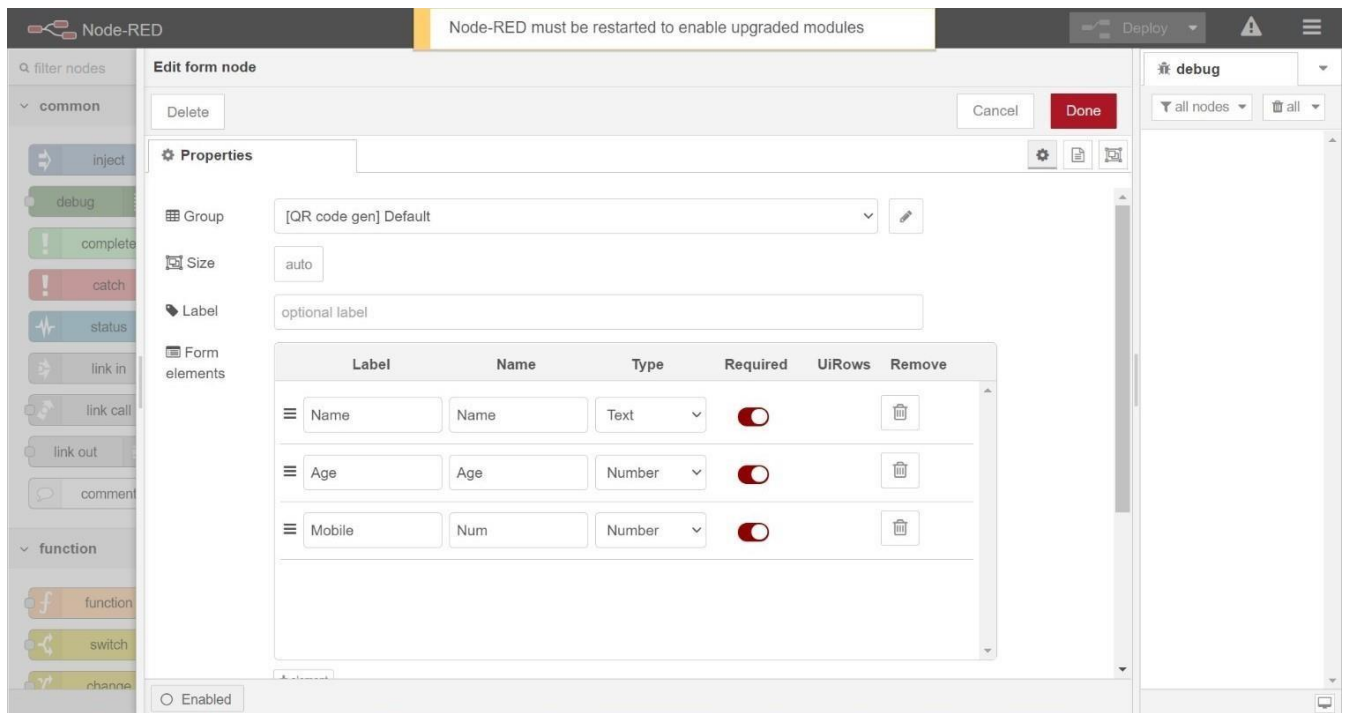 Node-RED
Node-RED must be restarted to enable upgraded modules
Deploy
filter nodes
common
inject
debug
complete
catch
status
link in
link call
link out
comment
function
function
switch
change
Edit form node
Delete
Cancel
Done
Properties
Group
[QR code gen] Default
Size
auto
Label
optional label
Form
elements
Label Name Type Required UiRows Remove
Name Name Text
Age Age Number
Mobile Num Number
Enabled
debug
all nodes
all